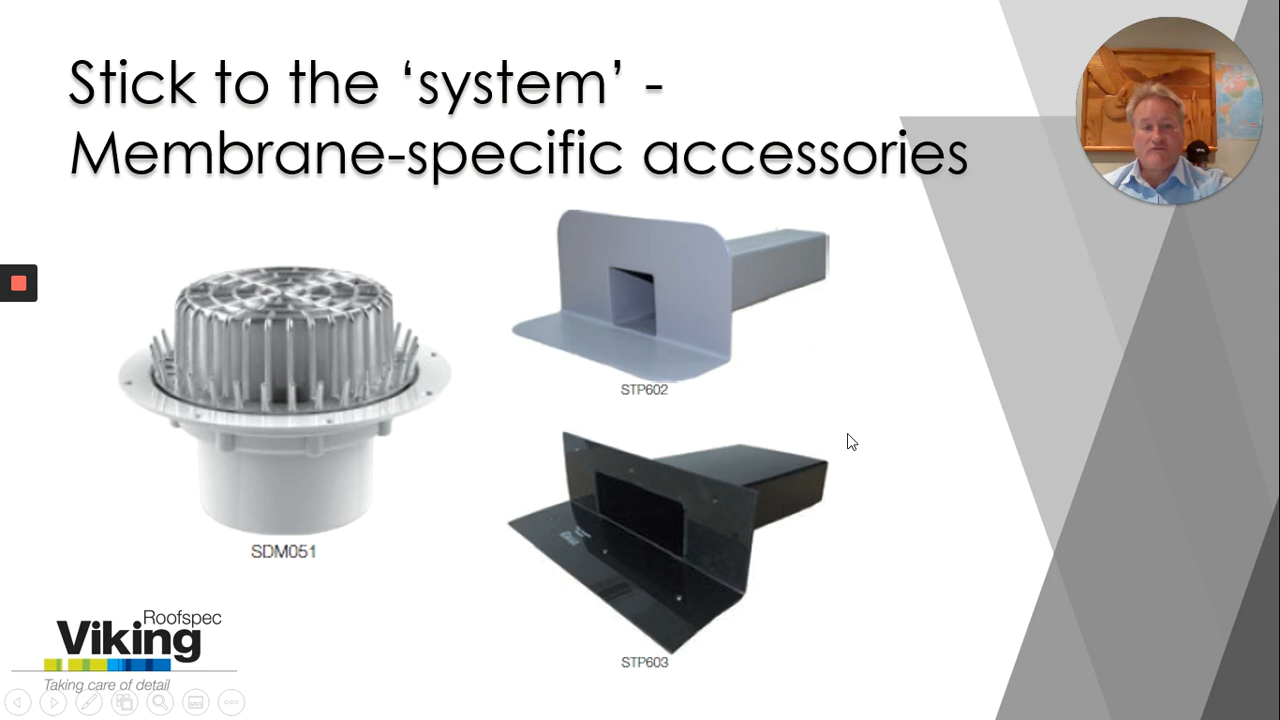 Stick to the ‘system’ -
Membrane-specific accessories
STP602
SDM051
STP603
Roofspec
Viking
Taking care of detail